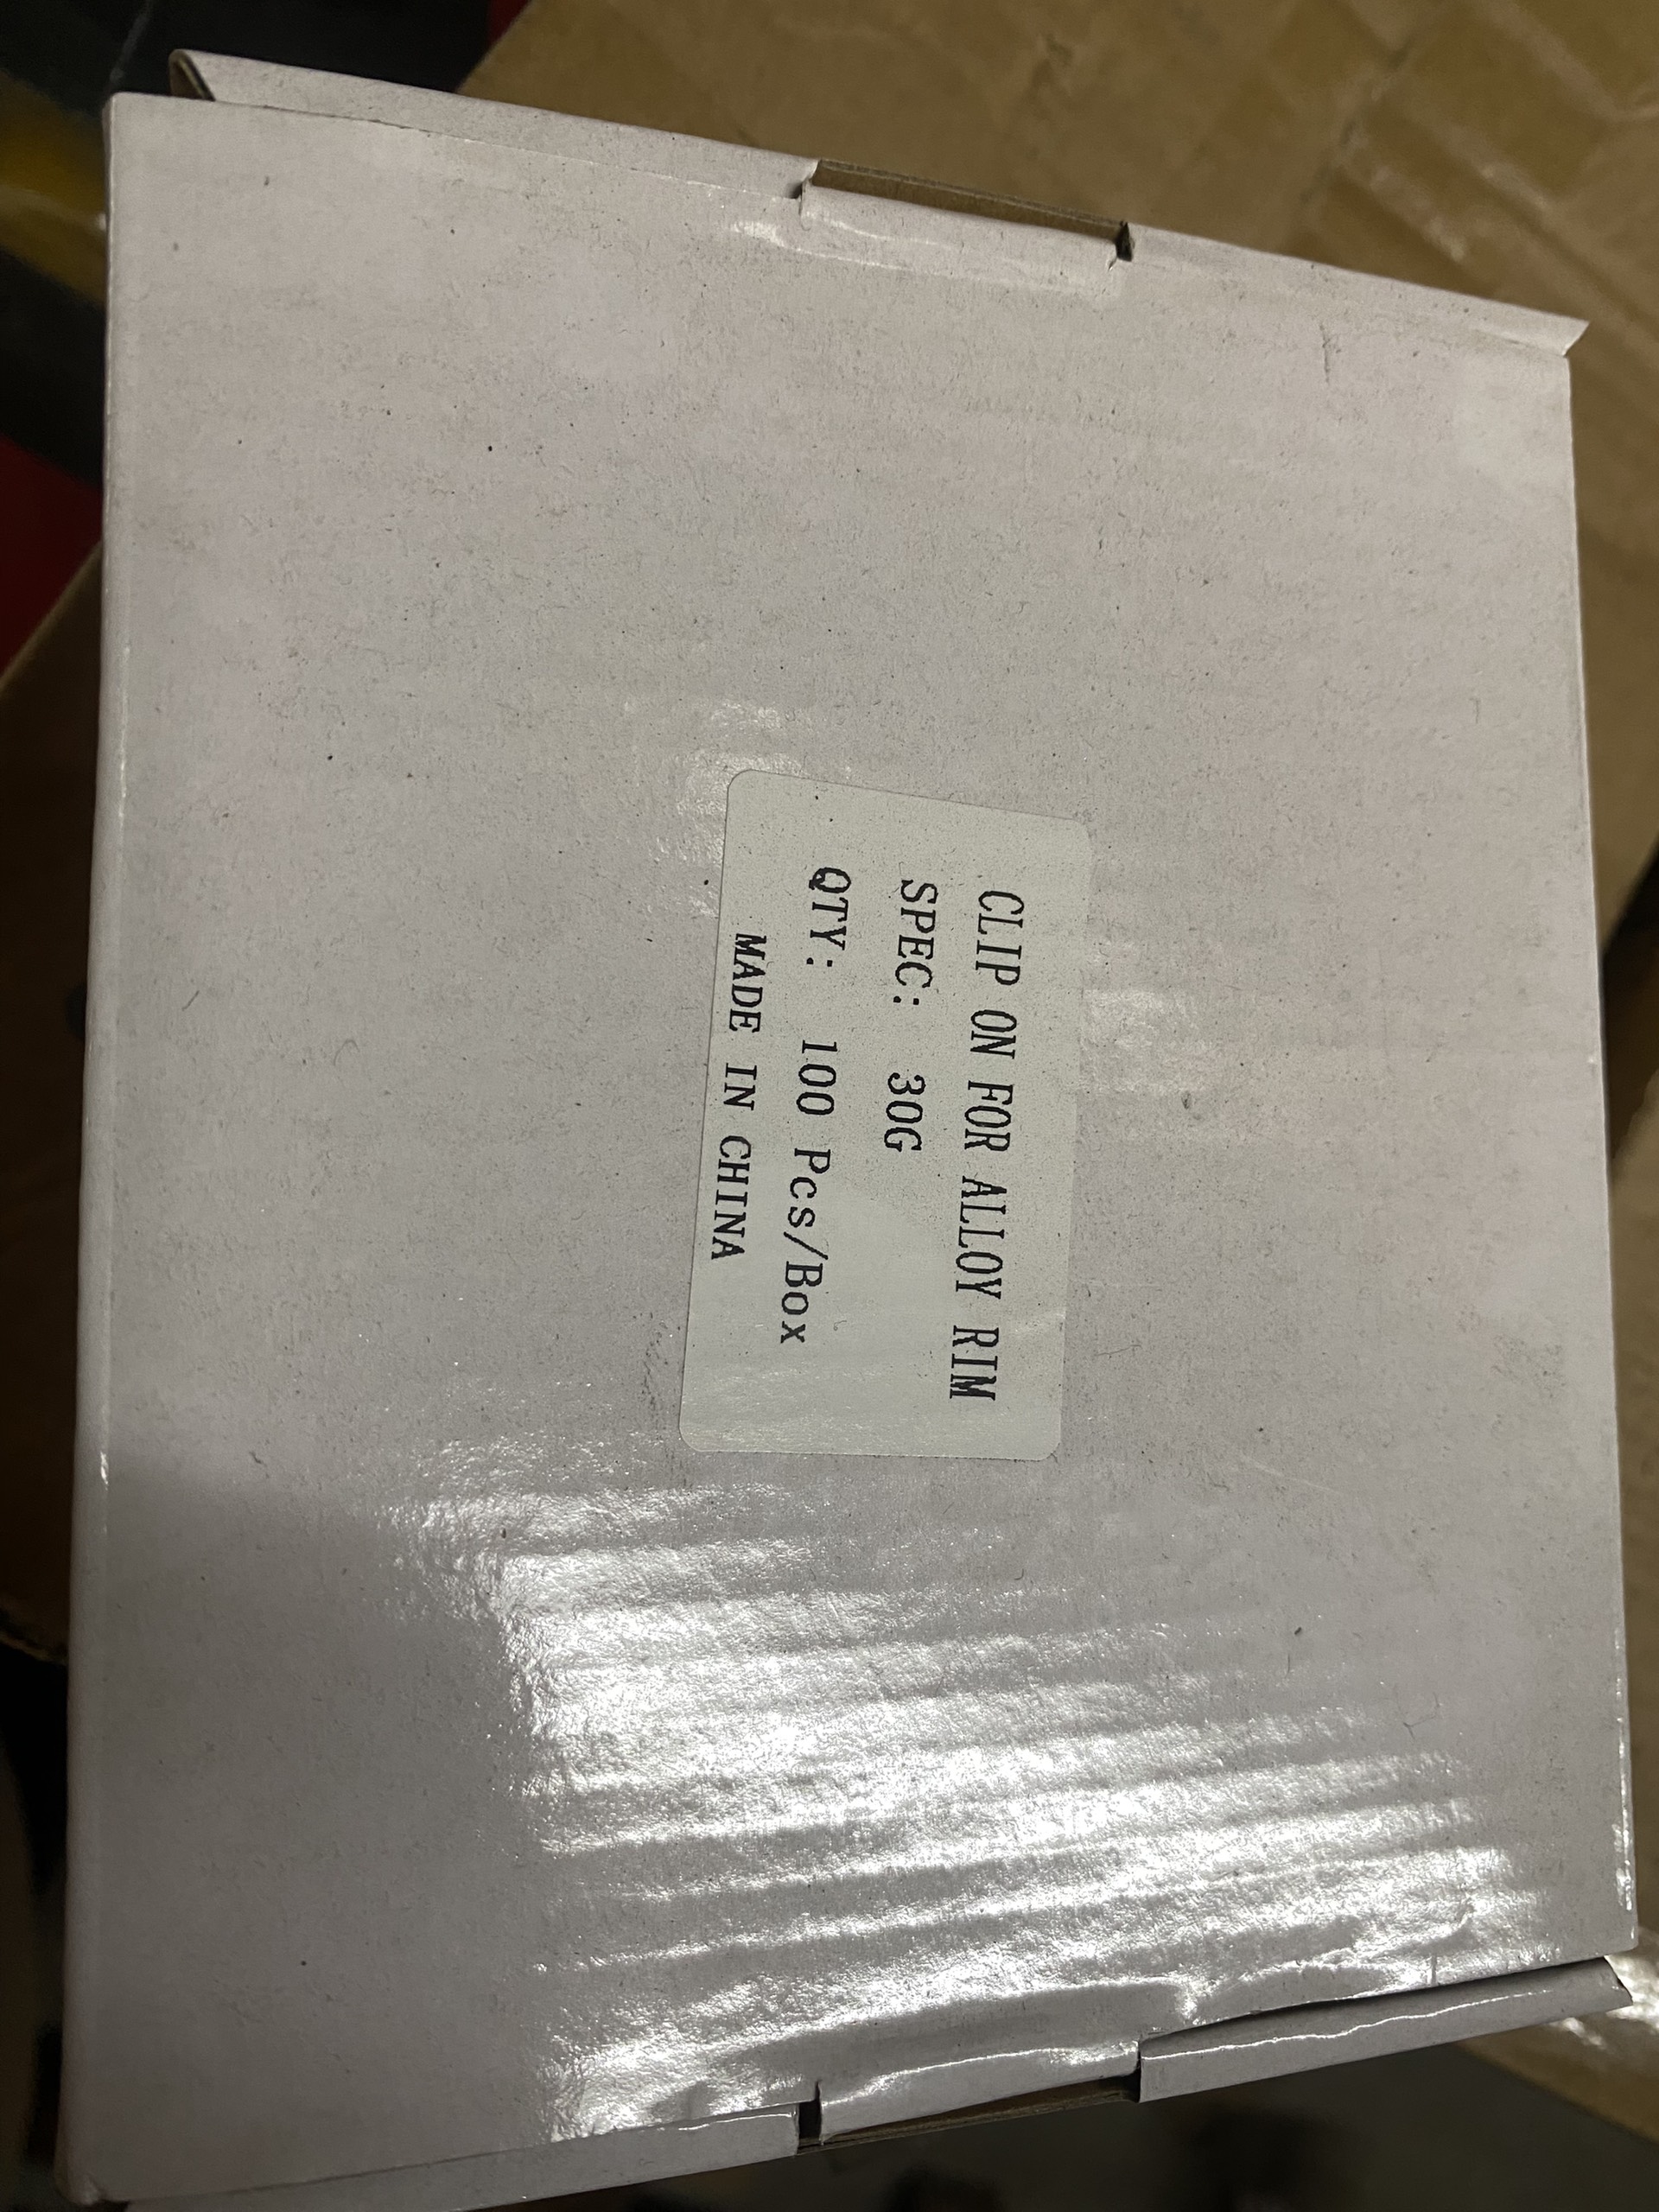 CLIP ON FOR ALLOY RIM
SPEC: 30G
QTY: 100 Pcs/Box
MADE IN CHINA